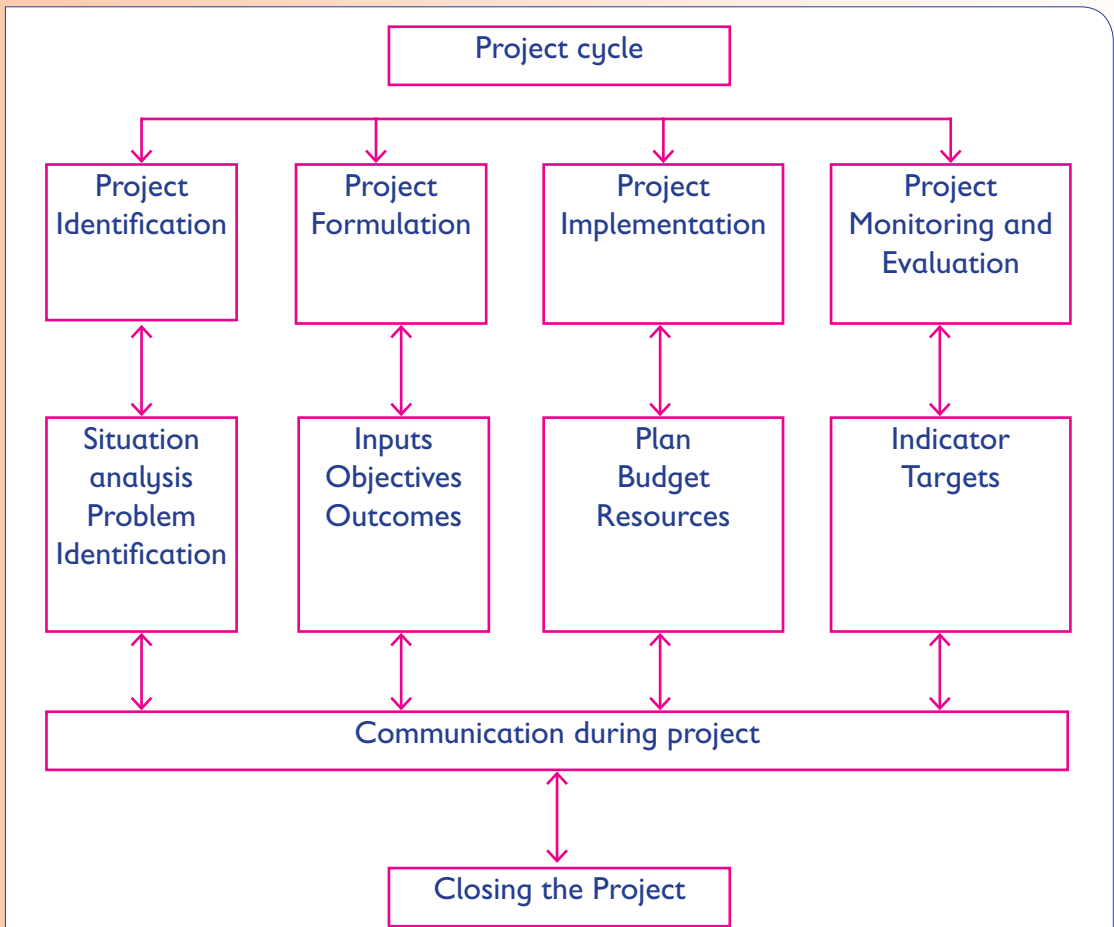 Project cycle
Project
Identification
Project
Formulation
Project
Implementation
Project
Monitoring and
Evaluation
Situation
analysis
Problem
Identification
Inputs
Objectives
Outcomes
Plan
Budget
Resources
Indicator
Targets
Communication during project
Closing the Project